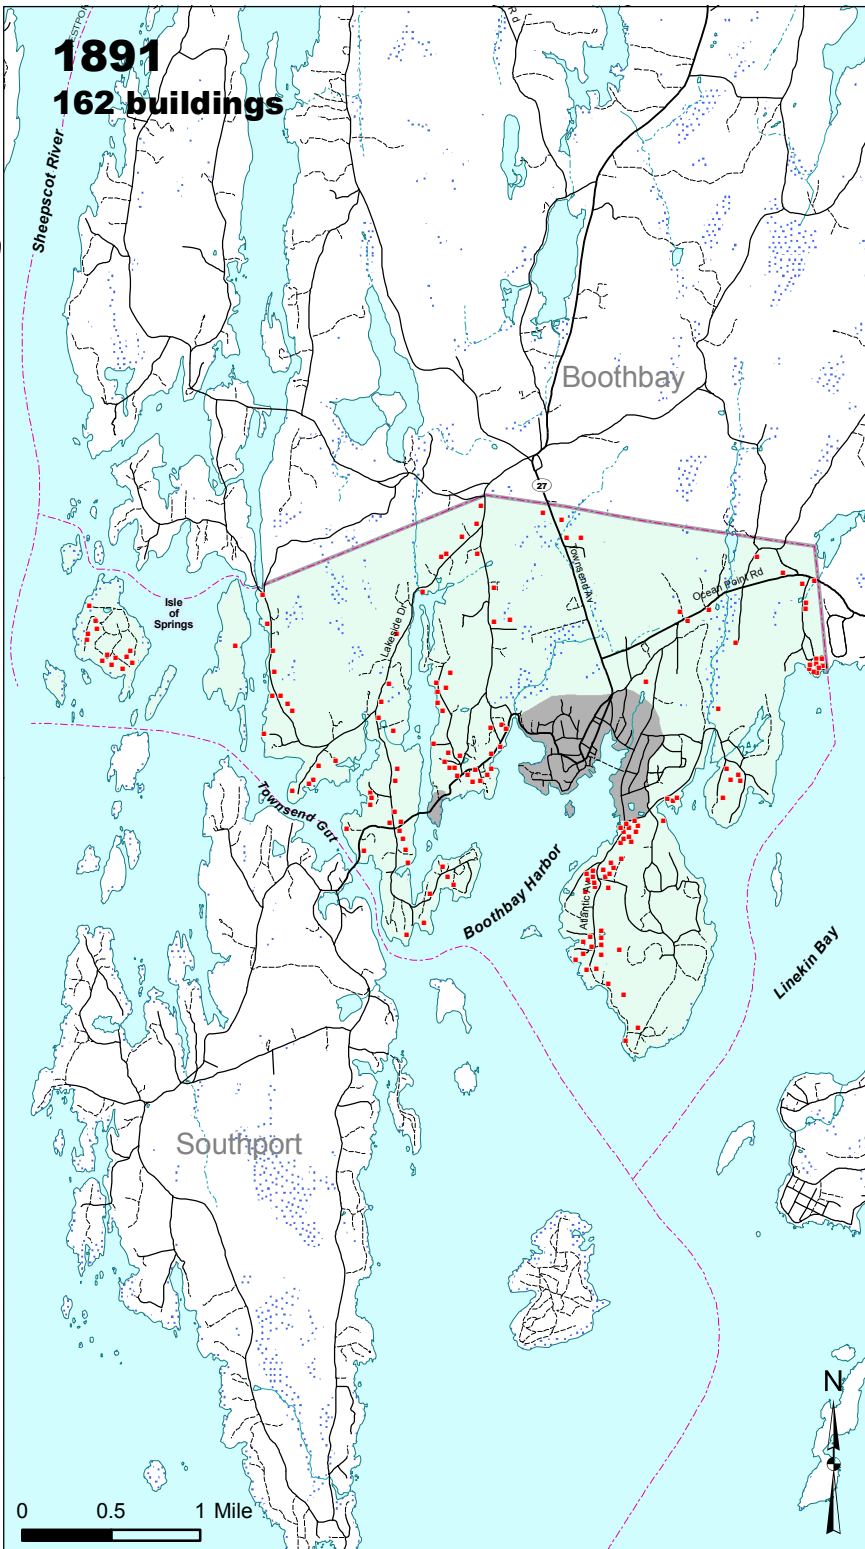 1891
162 buildings
Rd
Sheepscot River
Boothbay
27
Townsend Av
Ocean Point Rd
Isle
of
Springs
Lakeside Dr
Townsend Gut
Boothbay Harbor
Atlantic Av
Linekin Bay
Southport
N
0 0.5 1 Mile